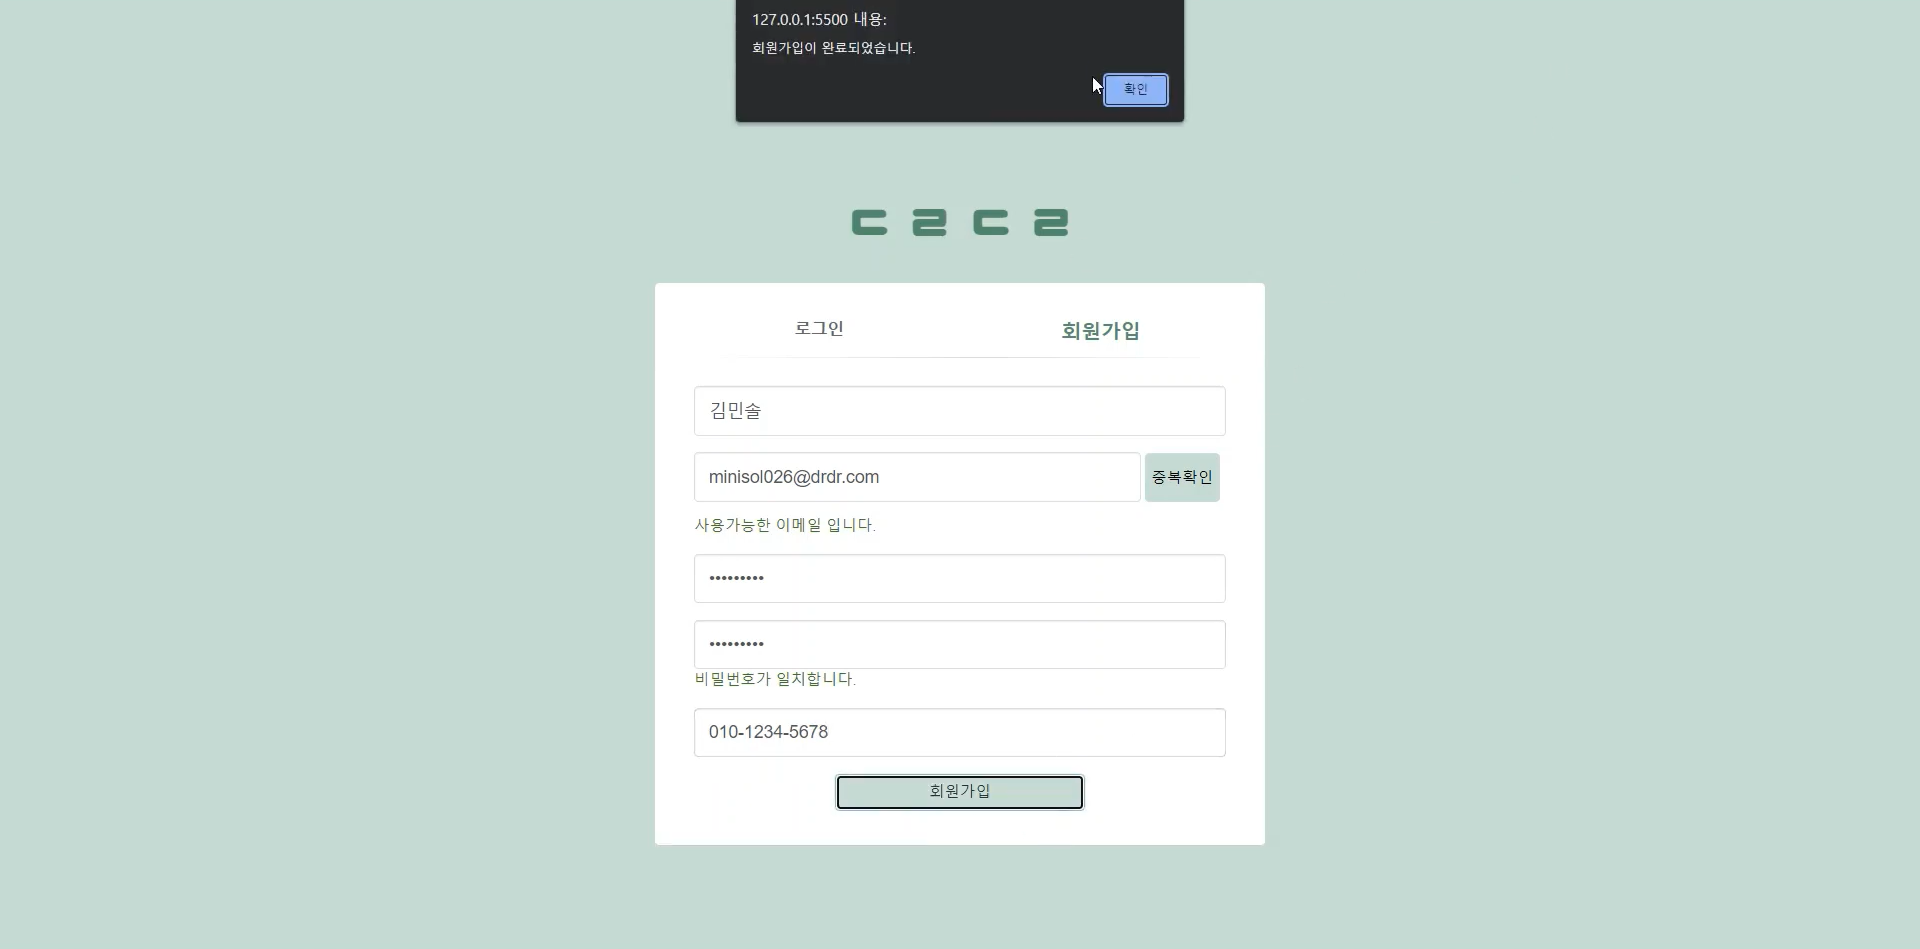 127.0.0.1:5500 내용:
회원가입이 완료되었습니다.
확인
ㄷㄹㄷㄹ
로그인
회원가입
김민솔
minisol026@drdr.com
중복확인
사용가능한 이메일 입니다.
•••••••••
•••••••••
비밀번호가 일치합니다.
010-1234-5678
회원가입